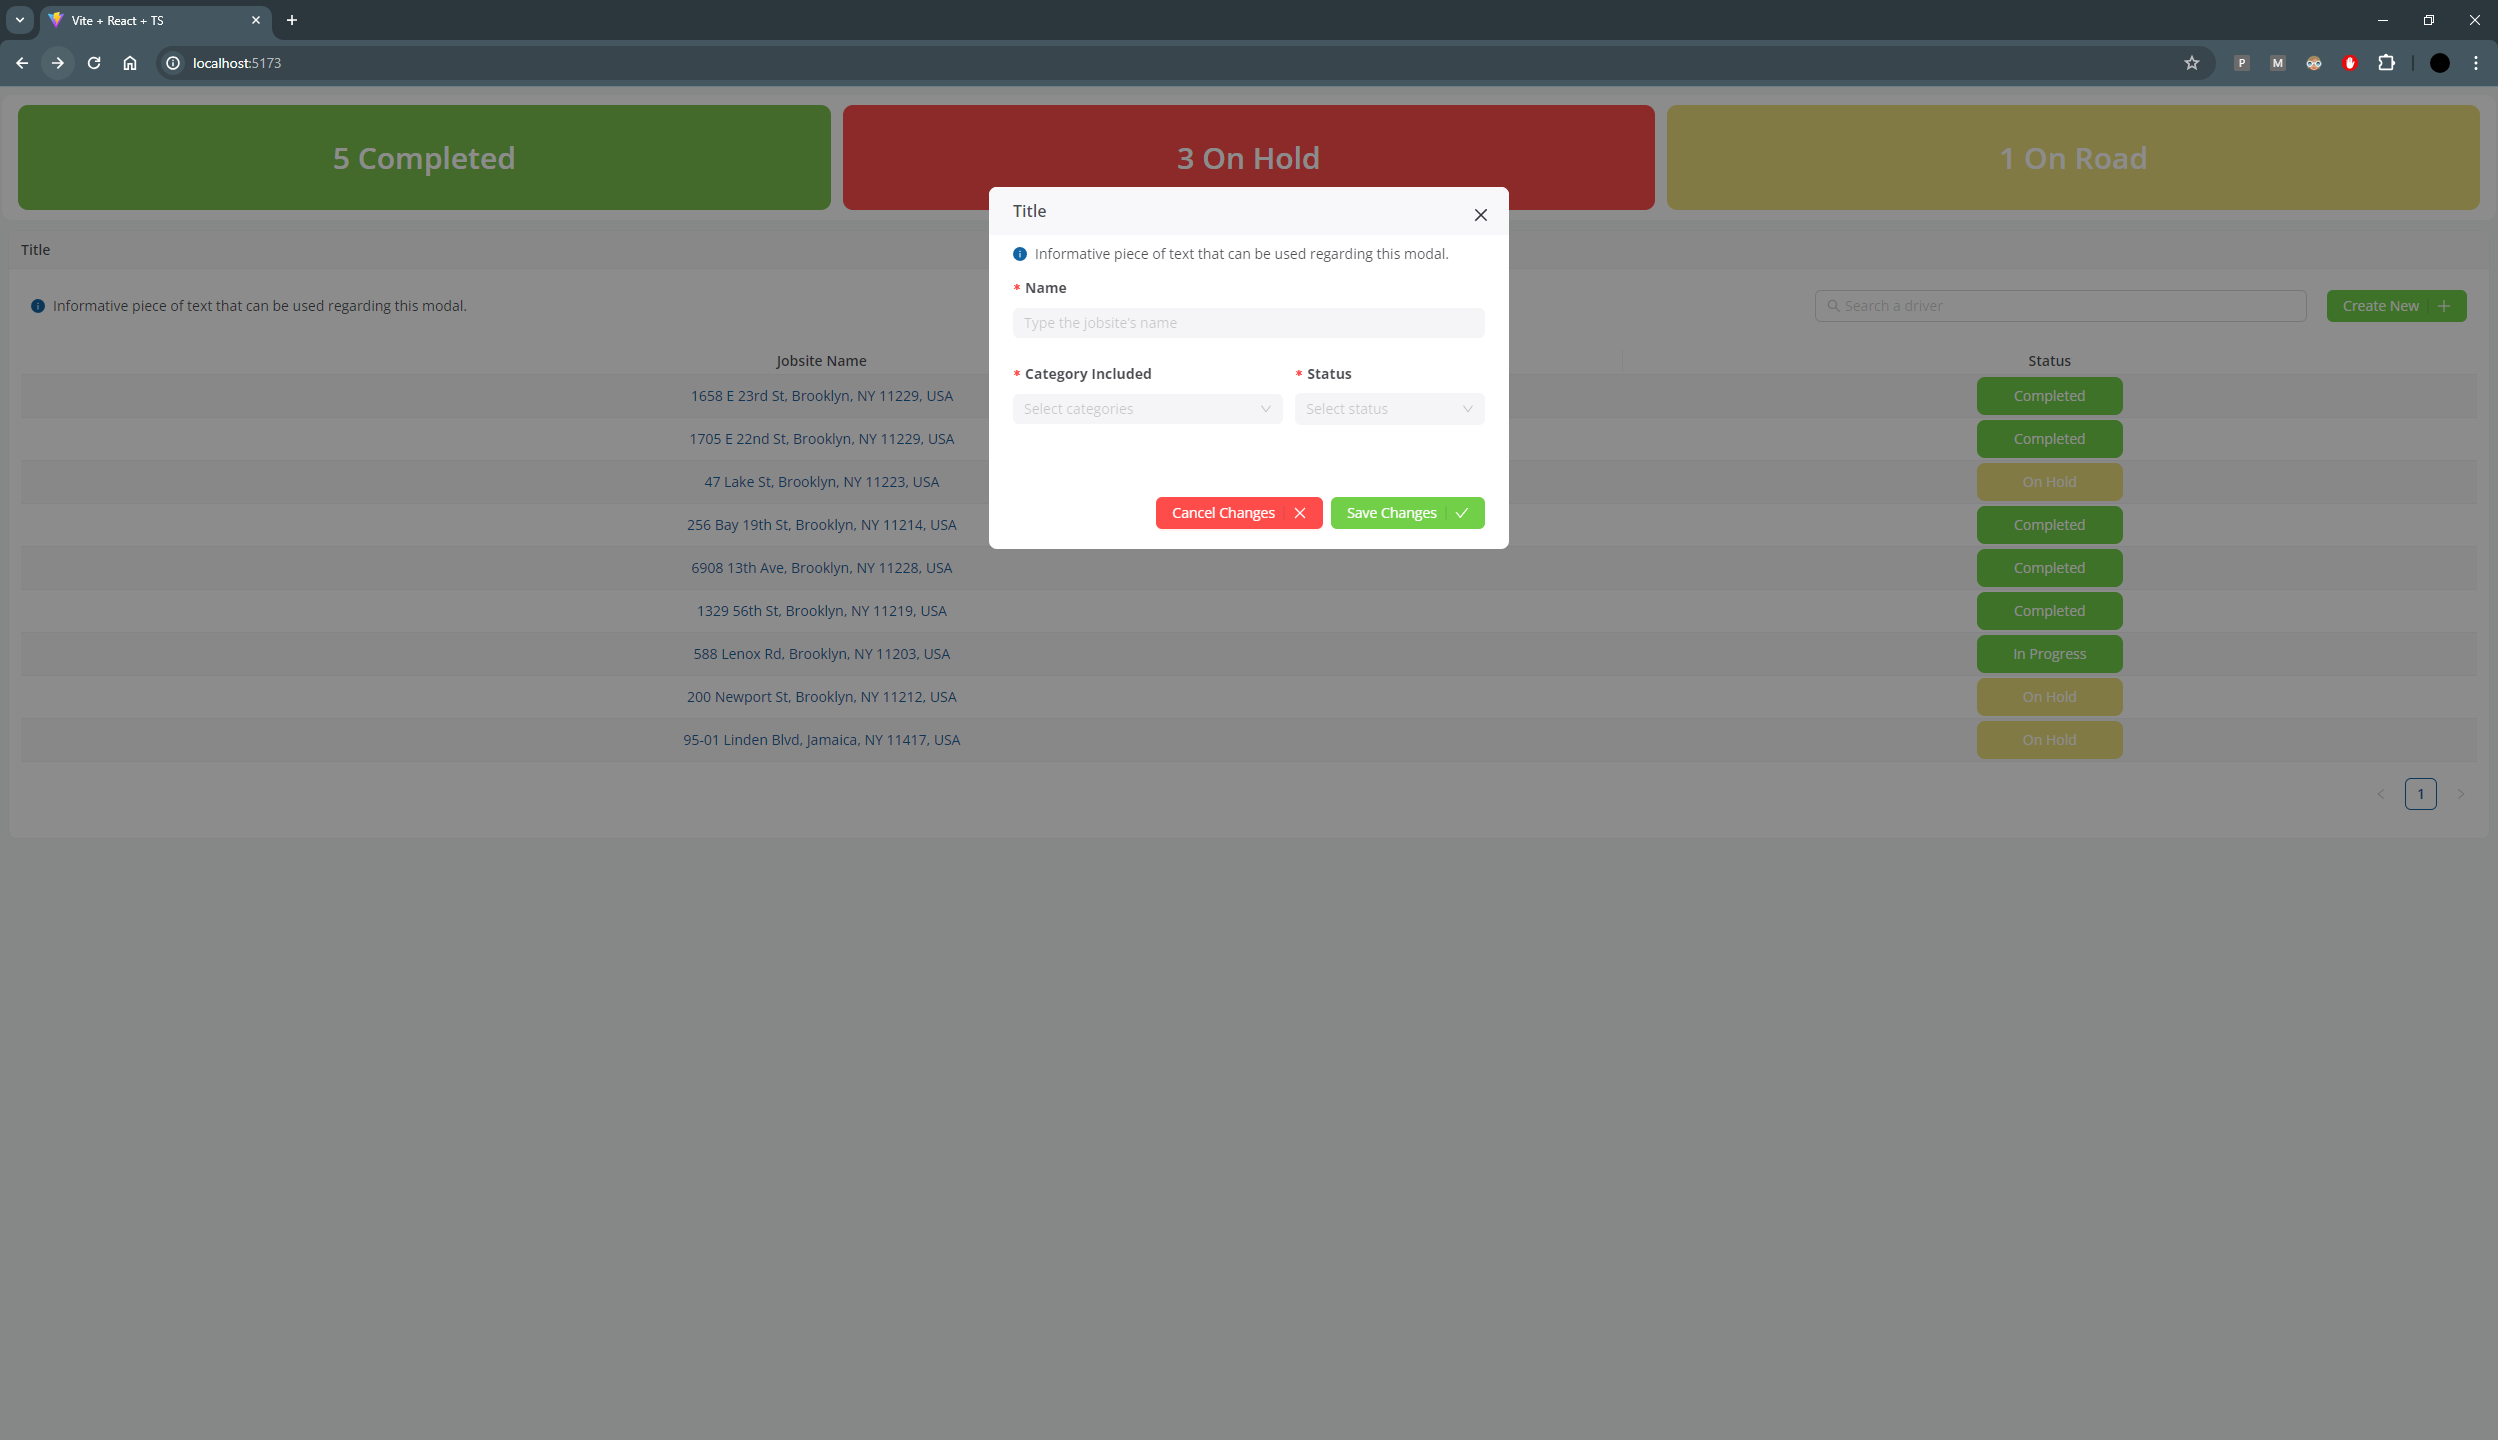 Vite + React + TS
localhost:5173
P
M
5 Completed
3 On Hold
1 On Road
Title
Informative piece of text that can be used regarding this modal.
Search a driver
Create New
Jobsite Name
Status
1658 E 23rd St, Brooklyn, NY 11229, USA
Completed
1705 E 22nd St, Brooklyn, NY 11229, USA
Completed
47 Lake St, Brooklyn, NY 11223, USA
On Hold
256 Bay 19th St, Brooklyn, NY 11214, USA
Completed
6908 13th Ave, Brooklyn, NY 11228, USA
Completed
1329 56th St, Brooklyn, NY 11219, USA
Completed
588 Lenox Rd, Brooklyn, NY 11203, USA
In Progress
200 Newport St, Brooklyn, NY 11212, USA
On Hold
95-01 Linden Blvd, Jamaica, NY 11417, USA
On Hold
1
Title
Informative piece of text that can be used regarding this modal.
* Name
Type the jobsite's name
* Category Included
* Status
Select categories
Select status
Cancel Changes
Save Changes